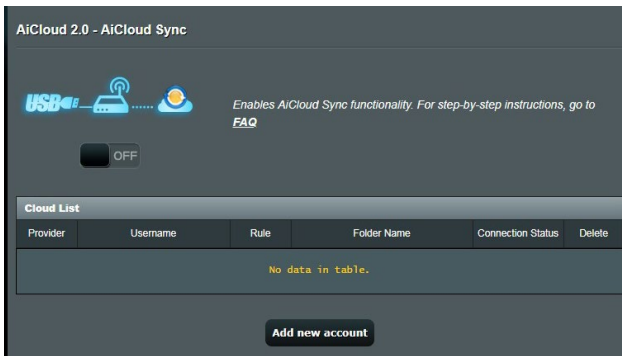 AiCloud 2.0 - AiCloud Sync
USB
Enables AiCloud Sync functionality. For step-by-step instructions, go to
FAQ
OFF
Cloud List
Provider Username Rule Folder Name Connection Status Delete
No data in table.
Add new account